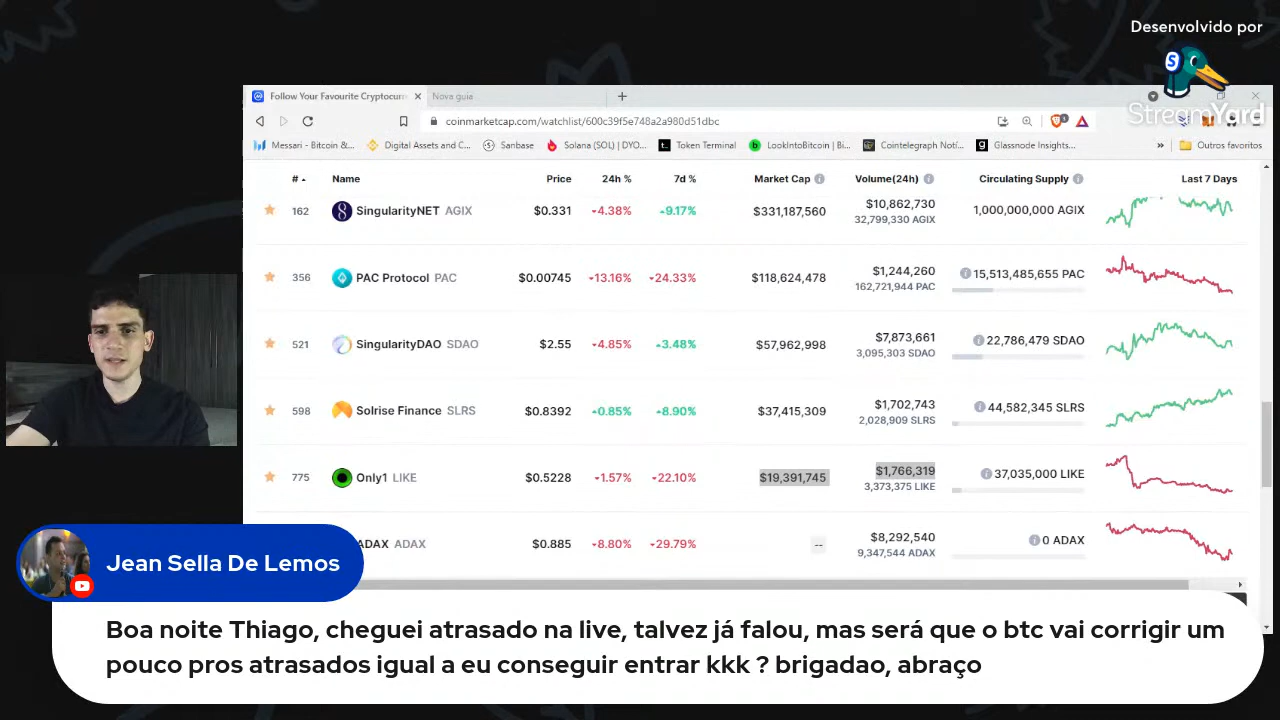 Desenvolvido por
StreamYard
Follow Your Favourite Cryptocurr
Nova guia
coinmarketcap.com/watchlist/600c39f5e748a2a980d51dbc
Messari - Bitcoin &... Digital Assets and C... Sanbase Solana (SOL) | DYO... Token Terminal LookIntoBitcoin | Bi... Cointelegraph Notí... Glassnode Insights... » Outros favoritos
# Name Price 24h % 7d % Market Cap Volume(24h) Circulating Supply Last 7 Days
162 SingularityNET AGIX $0.331 4.38% 9.17% $331,187,560 $10,862,730 1,000,000,000 AGIX
32,799,330 AGIX
356 PAC Protocol PAC $0.00745 13.16% 24.33% $118,624,478 $1,244,260 15,513,485,655 PAC
162,721,944 PAC
521 SingularityDAO SDAO $2.55 4.85% 3.48% $57,962,998 $7,873,661 22,786,479 SDAO
3,095,303 SDAO
598 Solrise Finance SLRS $0.8392 0.85% 8.90% $37,415,309 $1,702,743 44,582,345 SLRS
2,028,909 SLRS
775 Only1 LIKE $0.5228 1.57% 22.10% $19,391,745 $1,766,319 37,035,000 LIKE
3,373,375 LIKE
ADAX ADAX $0.885 8.80% 29.79% -- $8,292,540 0 ADAX
9,347,544 ADAX
Jean Sella De Lemos
Boa noite Thiago, cheguei atrasado na live, talvez já falou, mas será que o btc vai corrigir um
pouco pros atrasados igual a eu conseguir entrar kkk ? brigadao, abraço